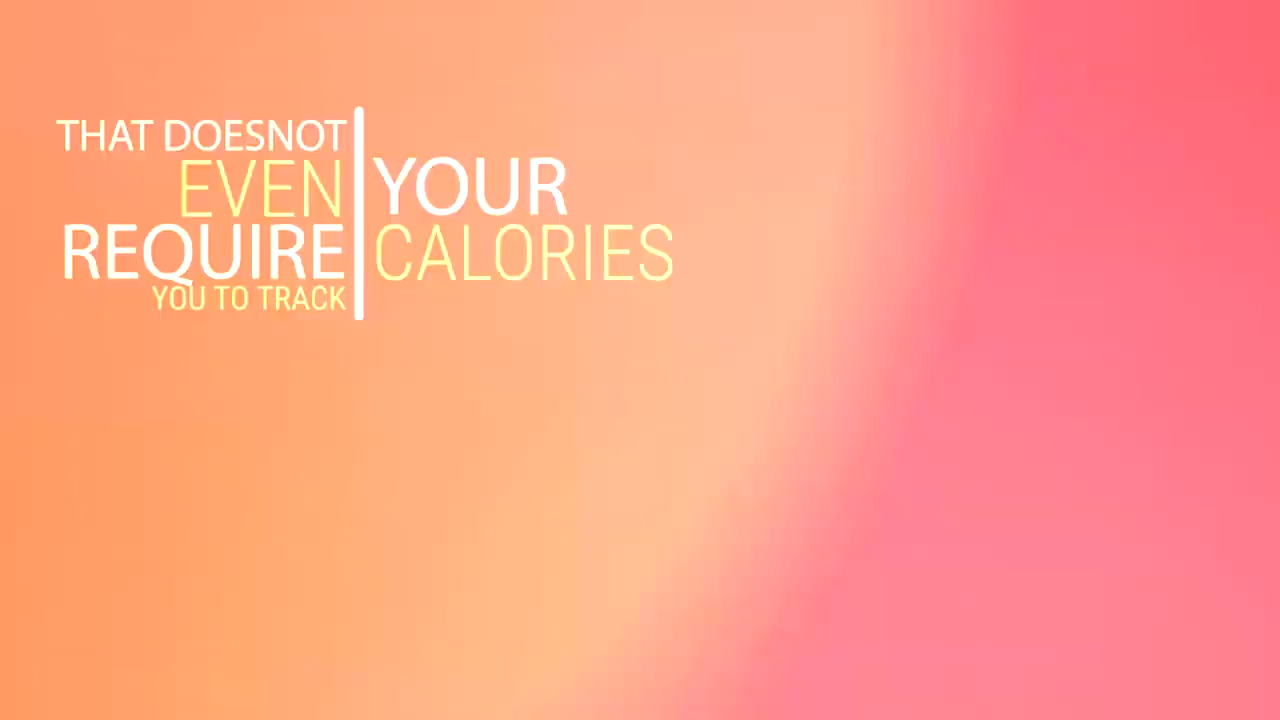 THAT DOESNOT
EVEN
REQUIRE
YOU TO TRACK
YOUR
CALORIES